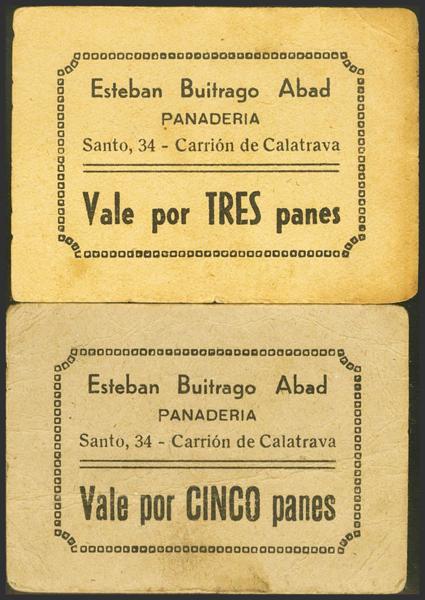 Esteban Buitrago Abad
PANADERIA
Santo, 34 - Carrión de Calatrava
Vale por TRES panes
Esteban Buitrago Abad
PANADERIA
Santo, 34 - Carrión de Calatrava
Vale por CINCO panes